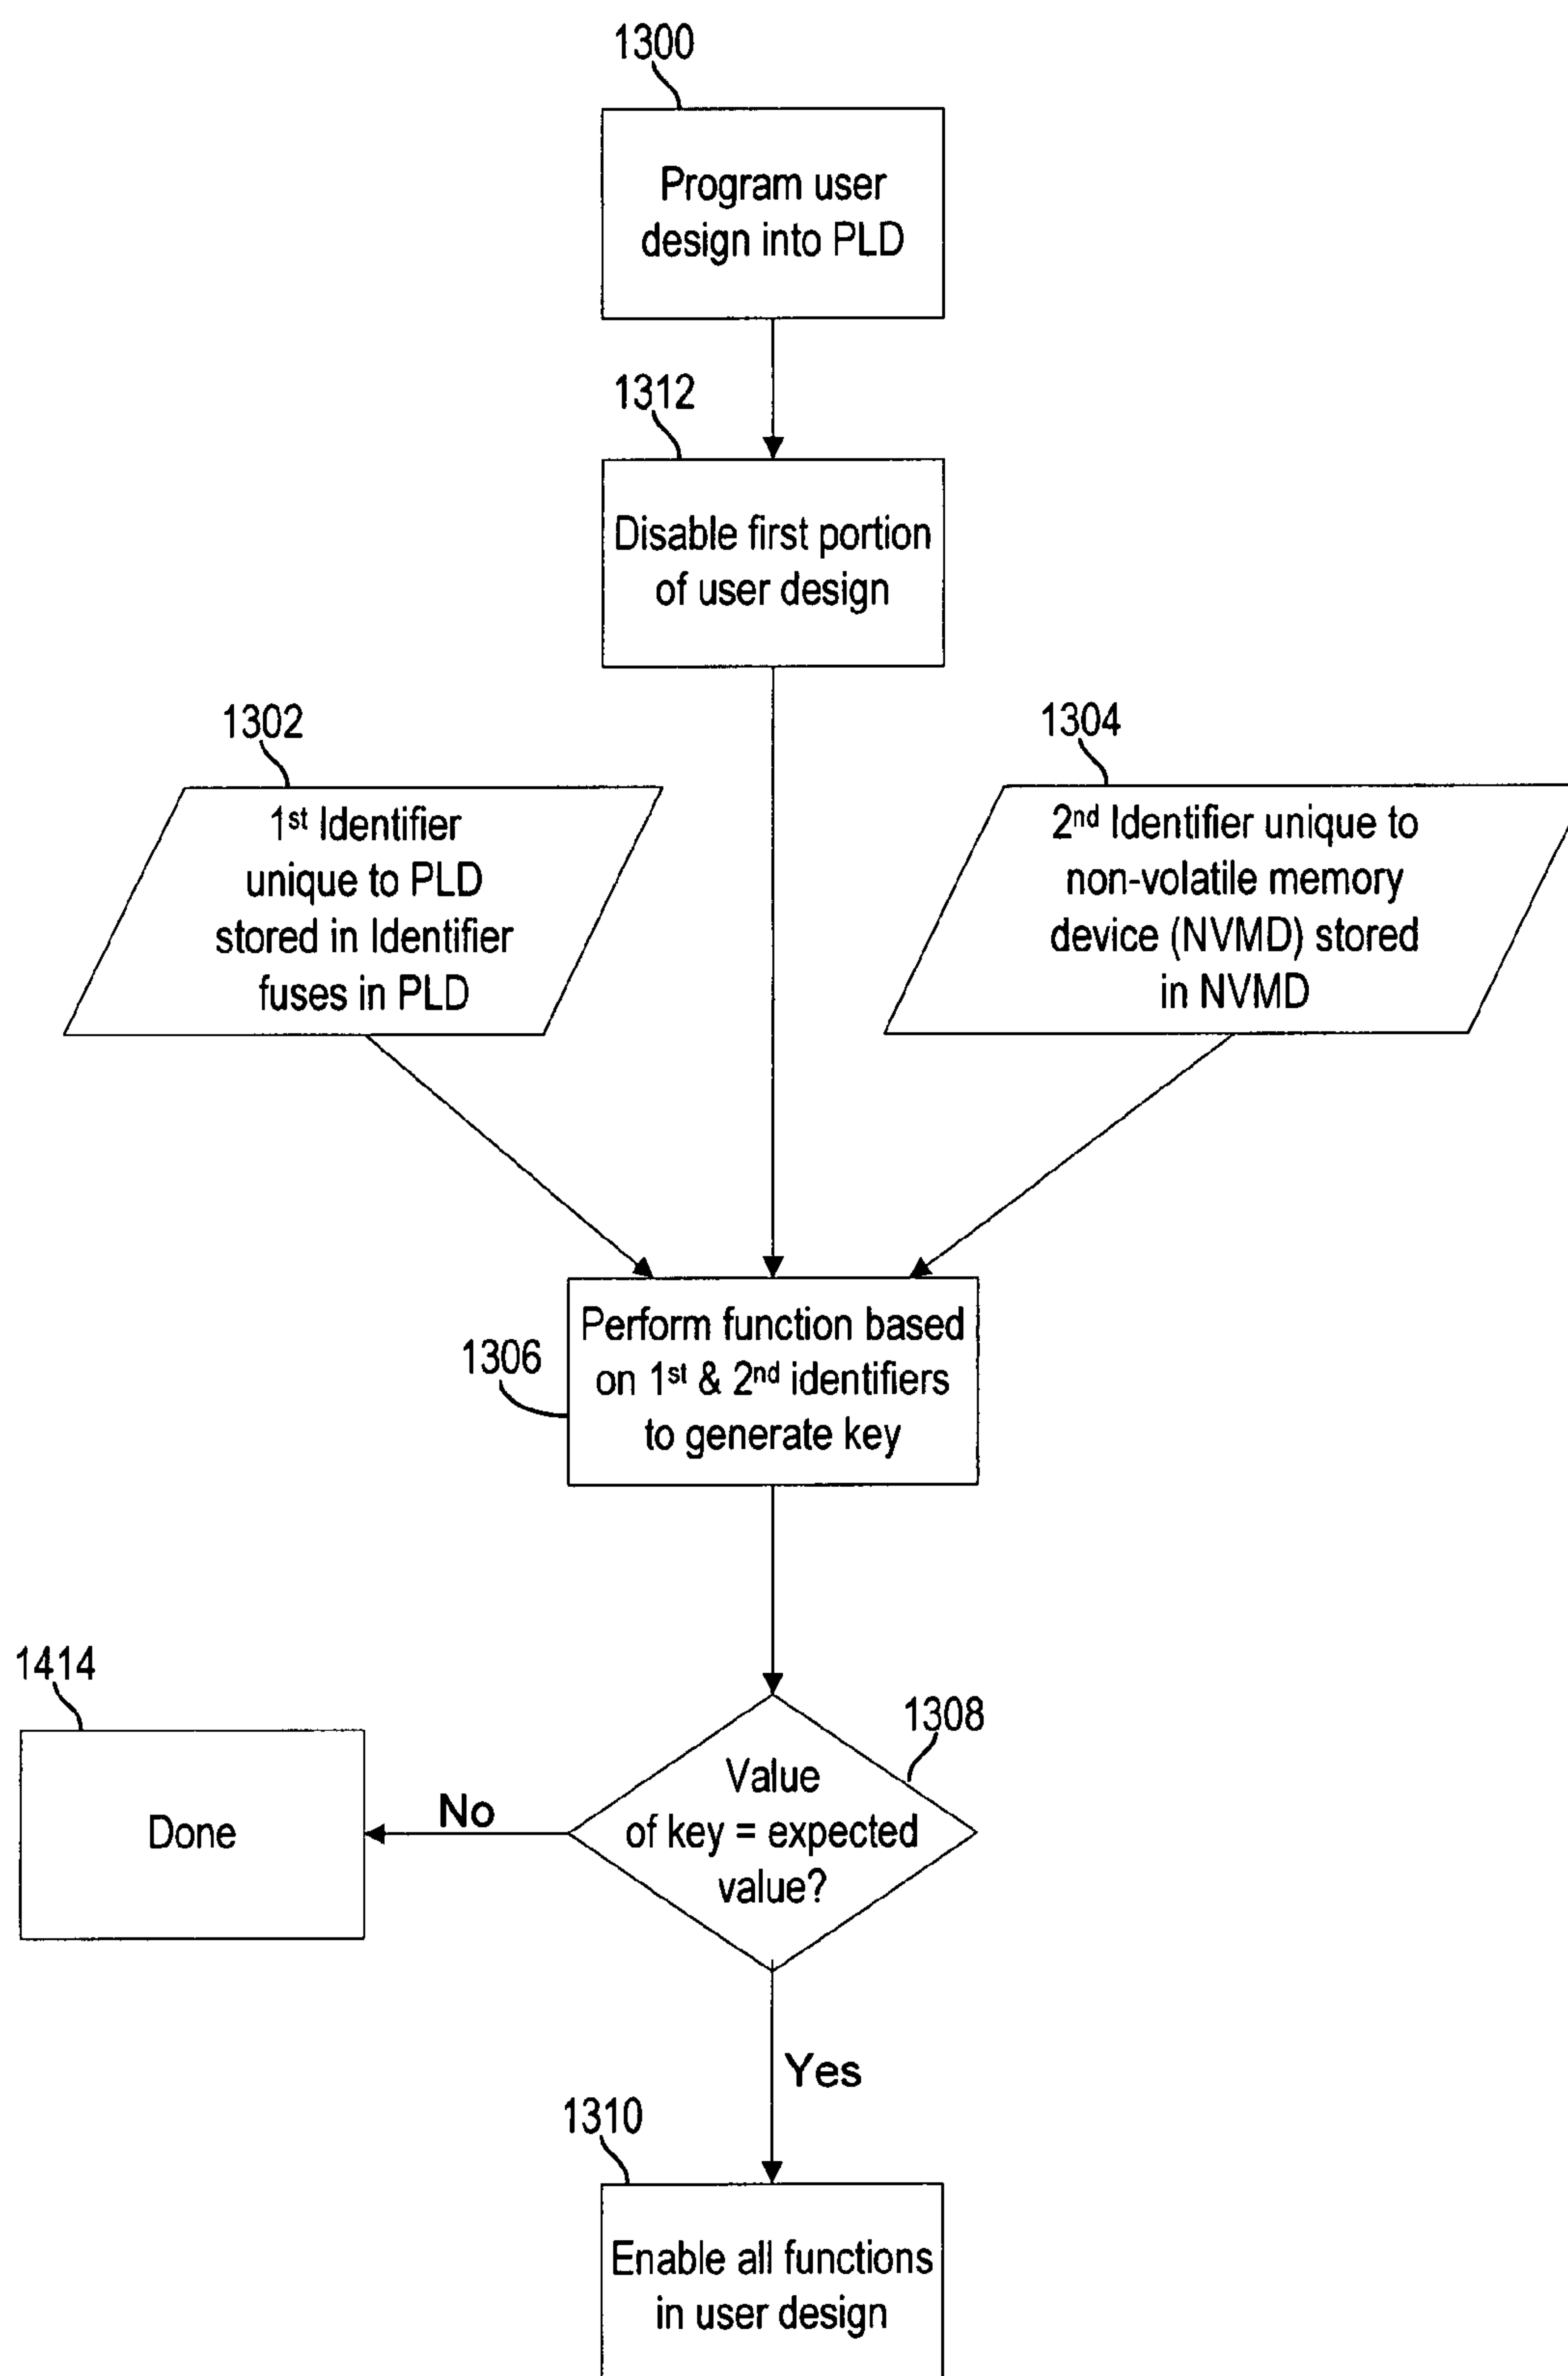 1300
Program user
design into PLD
1312
Disable first portion
of user design
1302
1st Identifier
unique to PLD
stored in Identifier
fuses in PLD
1304
2nd Identifier unique to
non-volatile memory
device (NVMD) stored
in NVMD
1306
Perform function based
on 1st & 2nd identifiers
to generate key
1414
Done
No
1308
Value
of key = expected
value?
Yes
1310
Enable all functions
in user design